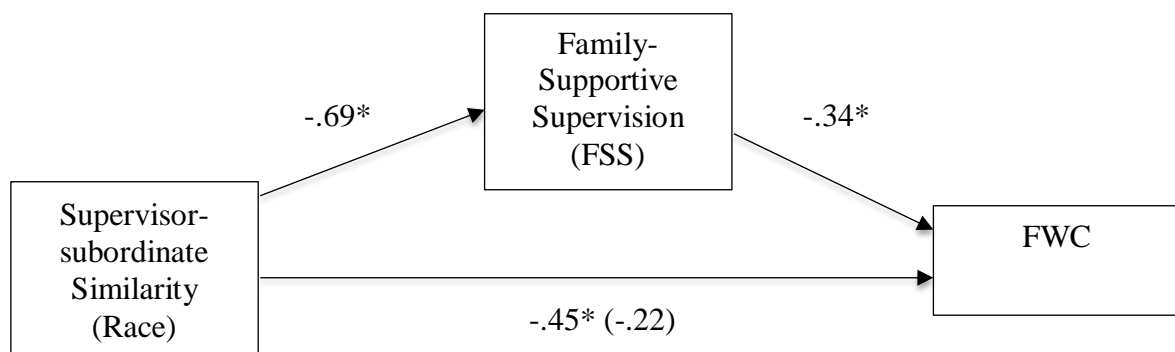 Family-
Supportive
Supervision
(FSS)
-.69*
-.34*
Supervisor-
subordinate
Similarity
(Race)
FWC
-.45* (-.22)